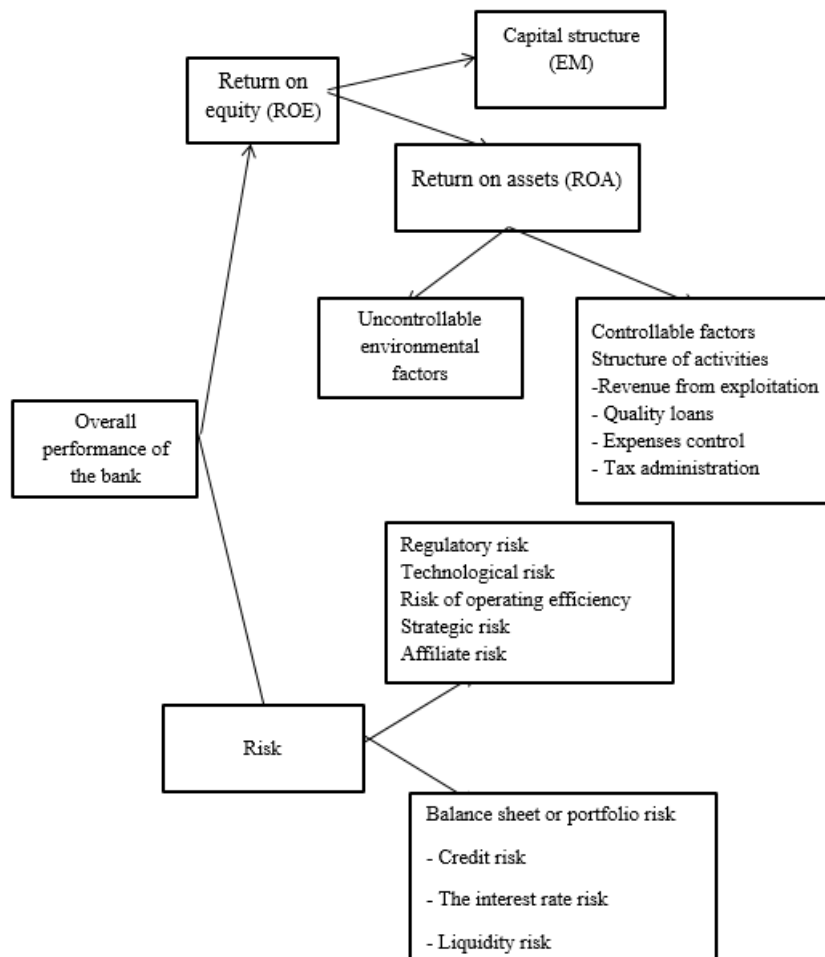 Capital structure
(EM)
Return on
equity (ROE)
Return on assets (ROA)
Uncontrollable
environmental
factors
Controllable factors
Structure of activities
-Revenue from exploitation
- Quality loans
- Expenses control
- Tax administration
Overall
performance of
the bank
Regulatory risk
Technological risk
Risk of operating efficiency
Strategic risk
Affiliate risk
Risk
Balance sheet or portfolio risk
- Credit risk
- The interest rate risk
- Liquidity risk